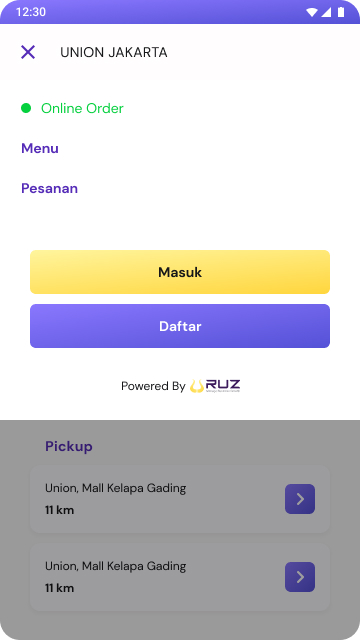 12:30
UNION JAKARTA
Online Order
Menu
Pesanan
Masuk
Daftar
Powered By RUZ
Pickup
Union, Mall Kelapa Gading
11 km
Union, Mall Kelapa Gading
11 km